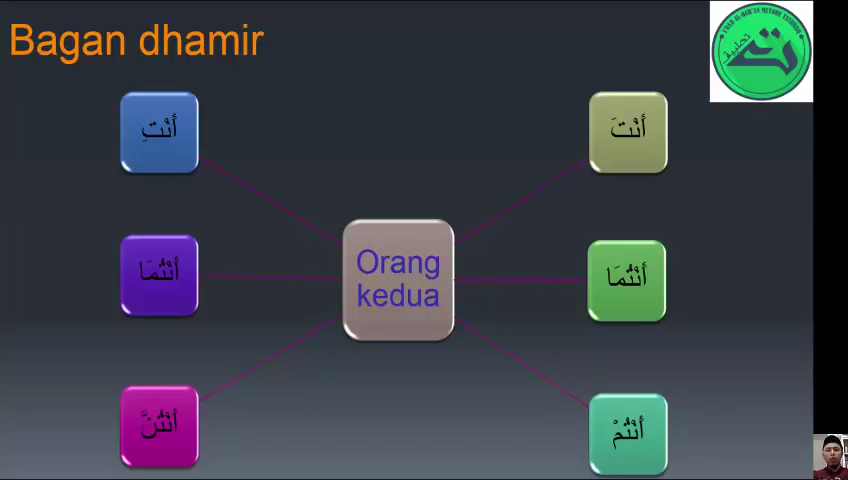 Bagan dhamir
أَنْتِ
أَنْتَ
Orang
kedua
أَنْتُمَا
أَنْتُمَا
أَنْتُنَّ
أَنْتُمْ